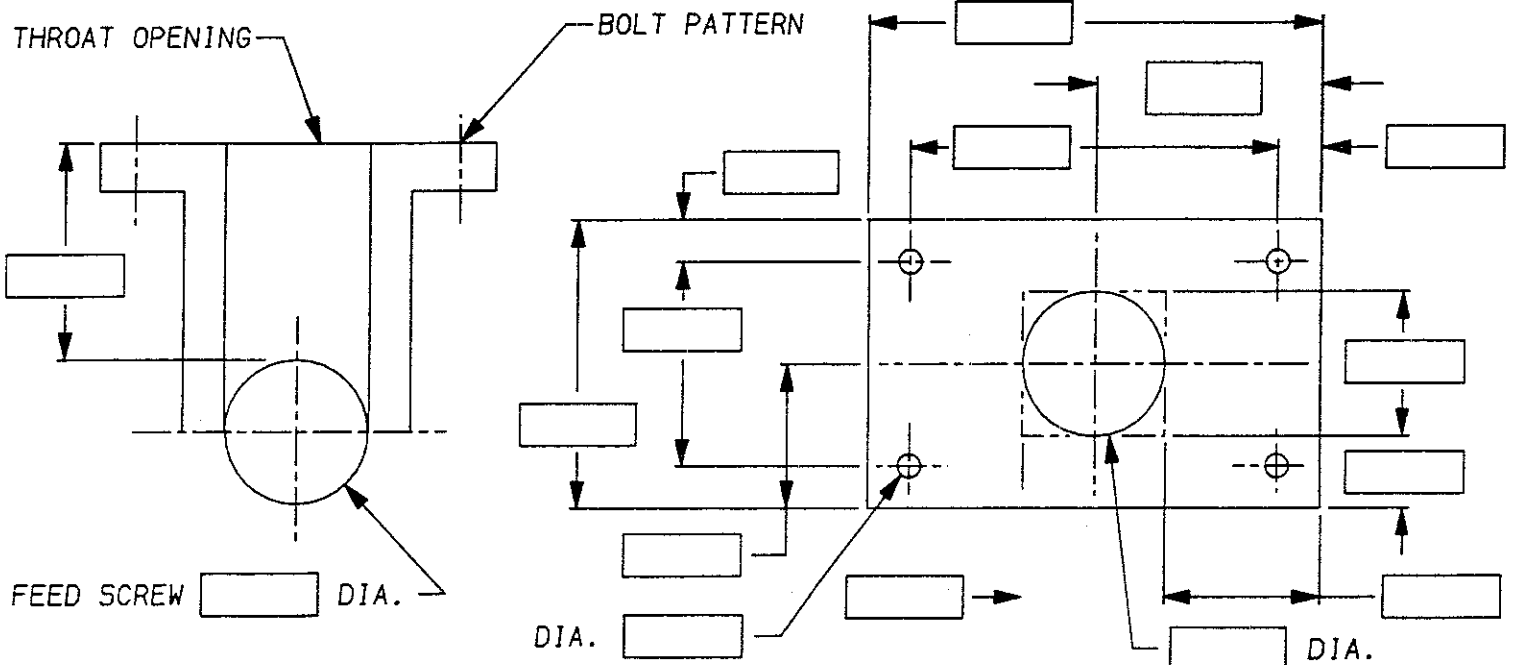 THROAT OPENING
BOLT PATTERN
FEED SCREW DIA.
DIA.
DIA.